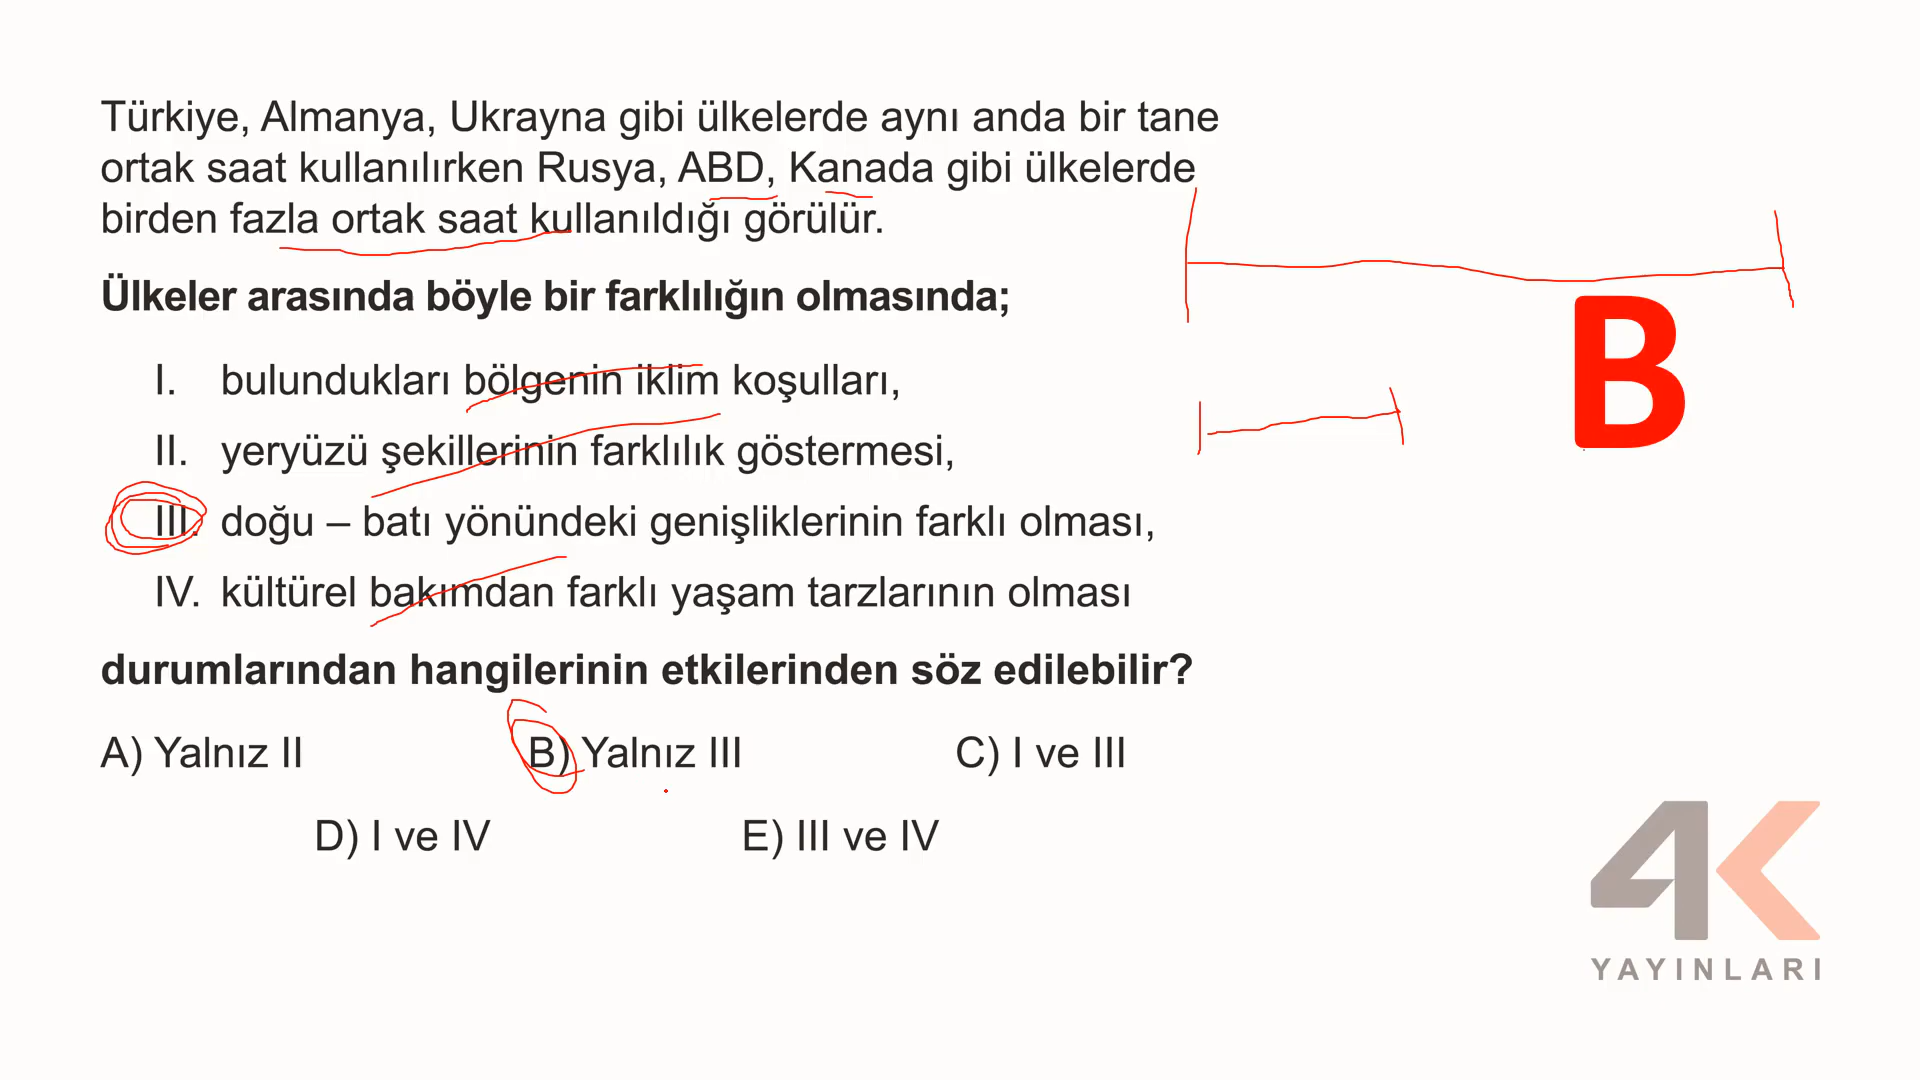 Türkiye, Almanya, Ukrayna gibi ülkelerde aynı anda bir tane
ortak saat kullanılırken Rusya, ABD, Kanada gibi ülkelerde
birden fazla ortak saat kullanıldığı görülür.
Ülkeler arasında böyle bir farklılığın olmasında;
I. bulundukları bölgenin iklim koşulları,
II. yeryüzü şekillerinin farklılık göstermesi,
III. doğu – batı yönündeki genişliklerinin farklı olması,
IV. kültürel bakımdan farklı yaşam tarzlarının olması
durumlarından hangilerinin etkilerinden söz edilebilir?
A) Yalnız II B) Yalnız III C) I ve III
D) I ve IV E) III ve IV
B
4K
YAYINLARI